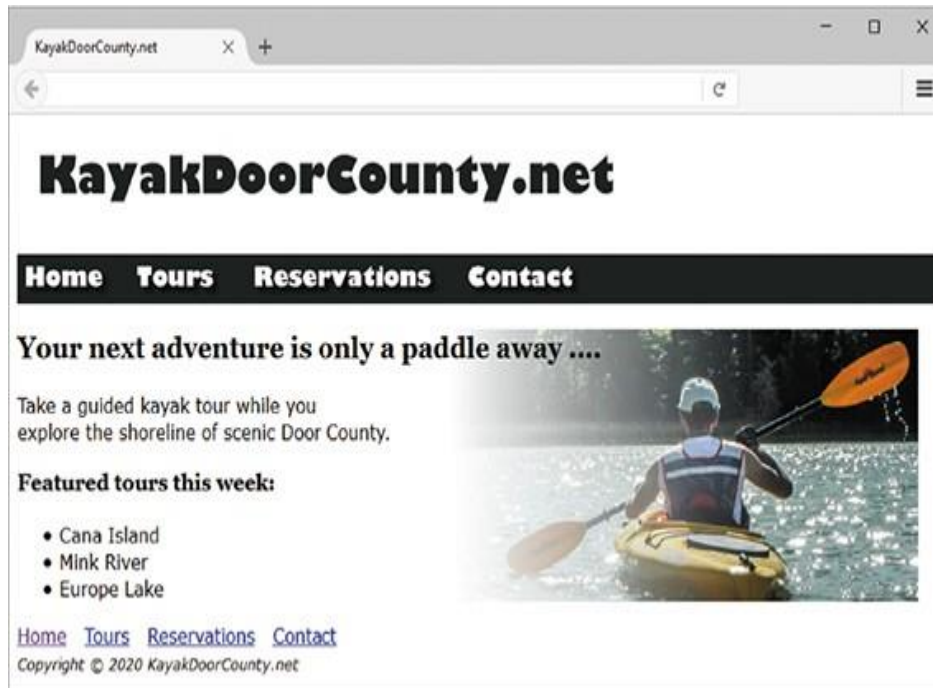 KayakDoorCounty.net
KayakDoorCounty.net
Home Tours Reservations Contact
Your next adventure is only a paddle away ....
Take a guided kayak tour while you
explore the shoreline of scenic Door County.
Featured tours this week:
• Cana Island
• Mink River
• Europe Lake
Home Tours Reservations Contact
Copyright © 2020 KayakDoorCounty.net